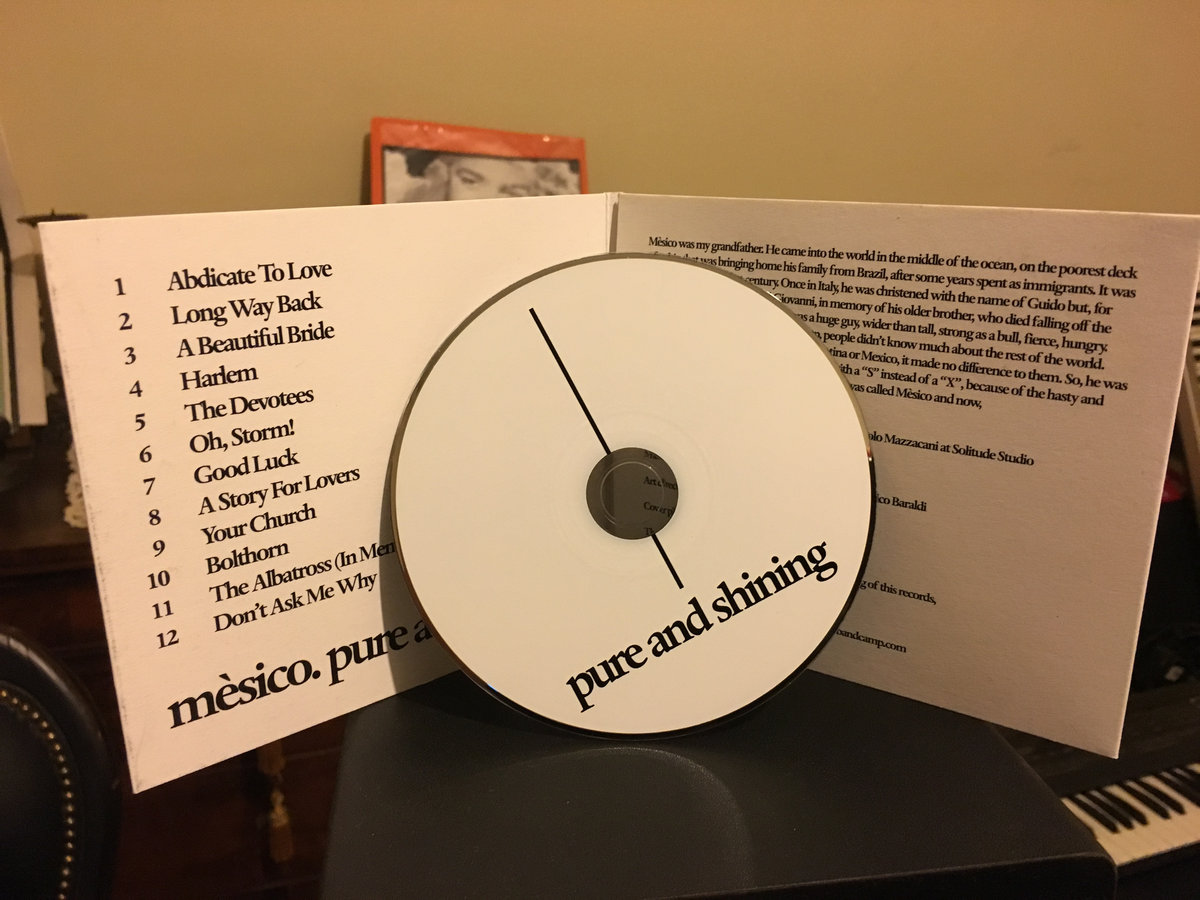 1 Abdicate To Love
2 Long Way Back
3 A Beautiful Bride
4 Harlem
5 The Devotees
6 Oh, Storm!
7 Good Luck
8 A Story For Lovers
9 Your Church
10 Bolthorn
11 The Albatross (In
12 Don't Ask Me Why
mèsico. pure
pure and shining
Mèsico was my grandfather. He came into the world in the middle of the ocean, on the poorest deck
that was bringing home his family from Brazil, after some years spent as immigrants. It was
century. Once in Italy, he was christened with the name of Guido but, for
Giovanni, in memory of his older brother, who died falling off the
a huge guy, wider than tall, strong as a bull, fierce, hungry.
people didn't know much about the rest of the world.
or Mexico, it made no difference to them. So, he was
a "S" instead of a "X", because of the hasty and
was called Mèsico and now,
Mazzacani at Solitude Studio
Baraldi
of this records,
bandcamp.com